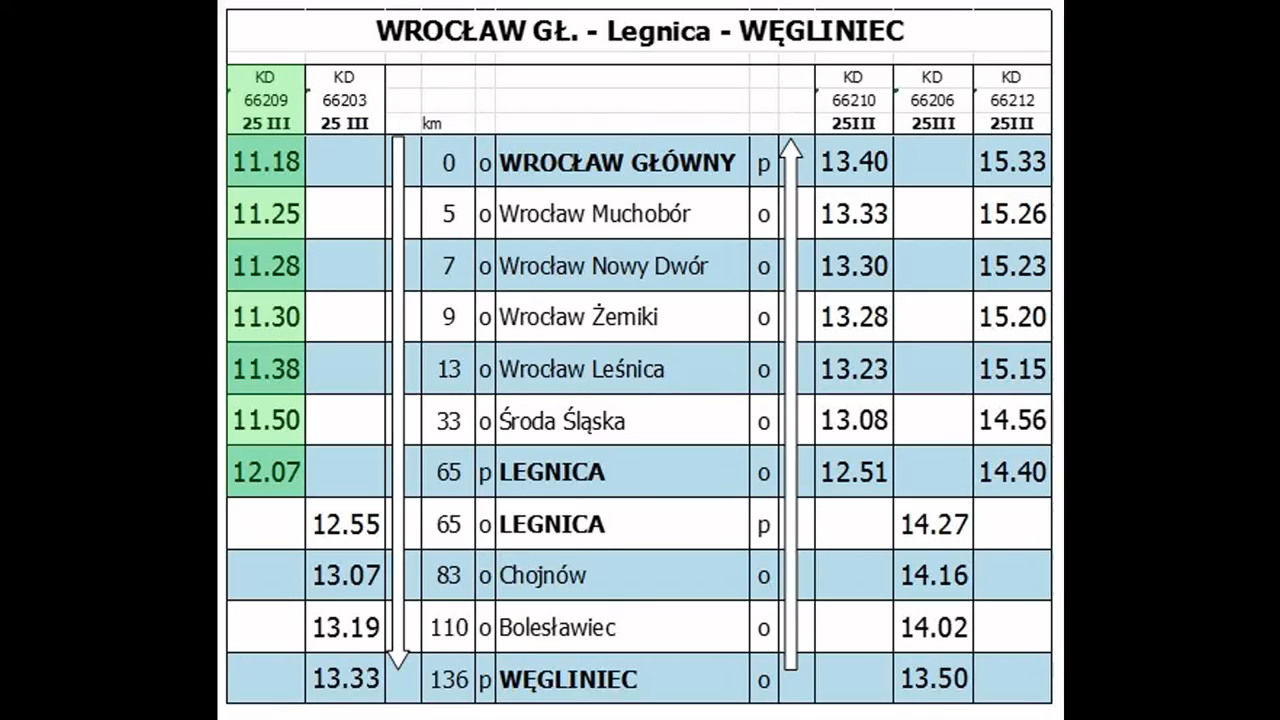 WROCŁAW GŁ. - Legnica - WĘGLINIEC
KD KD KD KD KD
66209 66203 66210 66206 66212
25 III 25 III km 25III 25III 25III
11.18 0 o WROCŁAW GŁÓWNY p 13.40 15.33
11.25 5 o Wrocław Muchobór o 13.33 15.26
11.28 7 o Wrocław Nowy Dwór o 13.30 15.23
11.30 9 o Wrocław Żerniki o 13.28 15.20
11.38 13 o Wrocław Leśnica o 13.23 15.15
11.50 33 o Środa Śląska o 13.08 14.56
12.07 65 p LEGNICA o 12.51 14.40
12.55 65 o LEGNICA p 14.27
13.07 83 o Chojnów o 14.16
13.19 110 o Bolesławiec o 14.02
13.33 136 p WĘGLINIEC o 13.50